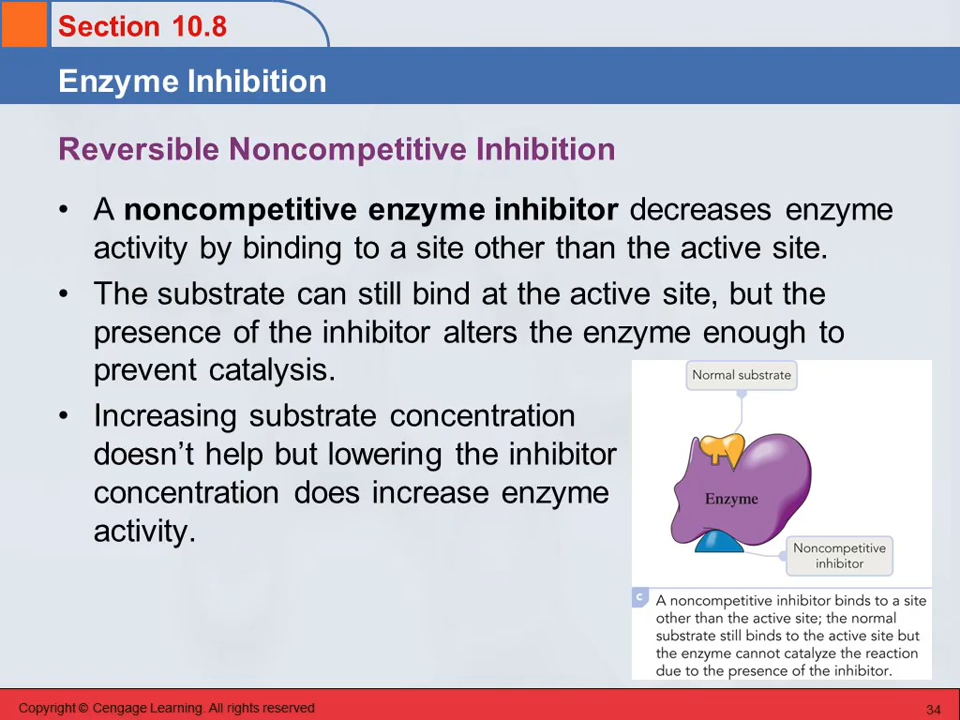 Section 10.8
Enzyme Inhibition
Reversible Noncompetitive Inhibition
• A noncompetitive enzyme inhibitor decreases enzyme
activity by binding to a site other than the active site.
• The substrate can still bind at the active site, but the
presence of the inhibitor alters the enzyme enough to
prevent catalysis.
• Increasing substrate concentration
doesn’t help but lowering the inhibitor
concentration does increase enzyme
activity.
Normal substrate
Enzyme
Noncompetitive
inhibitor
c A noncompetitive inhibitor binds to a site
other than the active site; the normal
substrate still binds to the active site but
the enzyme cannot catalyze the reaction
due to the presence of the inhibitor.
Copyright © Cengage Learning. All rights reserved
34